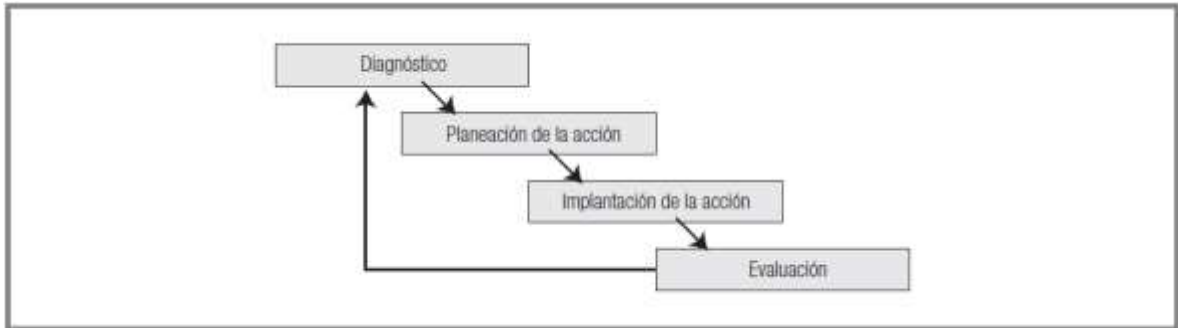 Diagnóstico
Planeación de la acción
Implantación de la acción
Evaluación